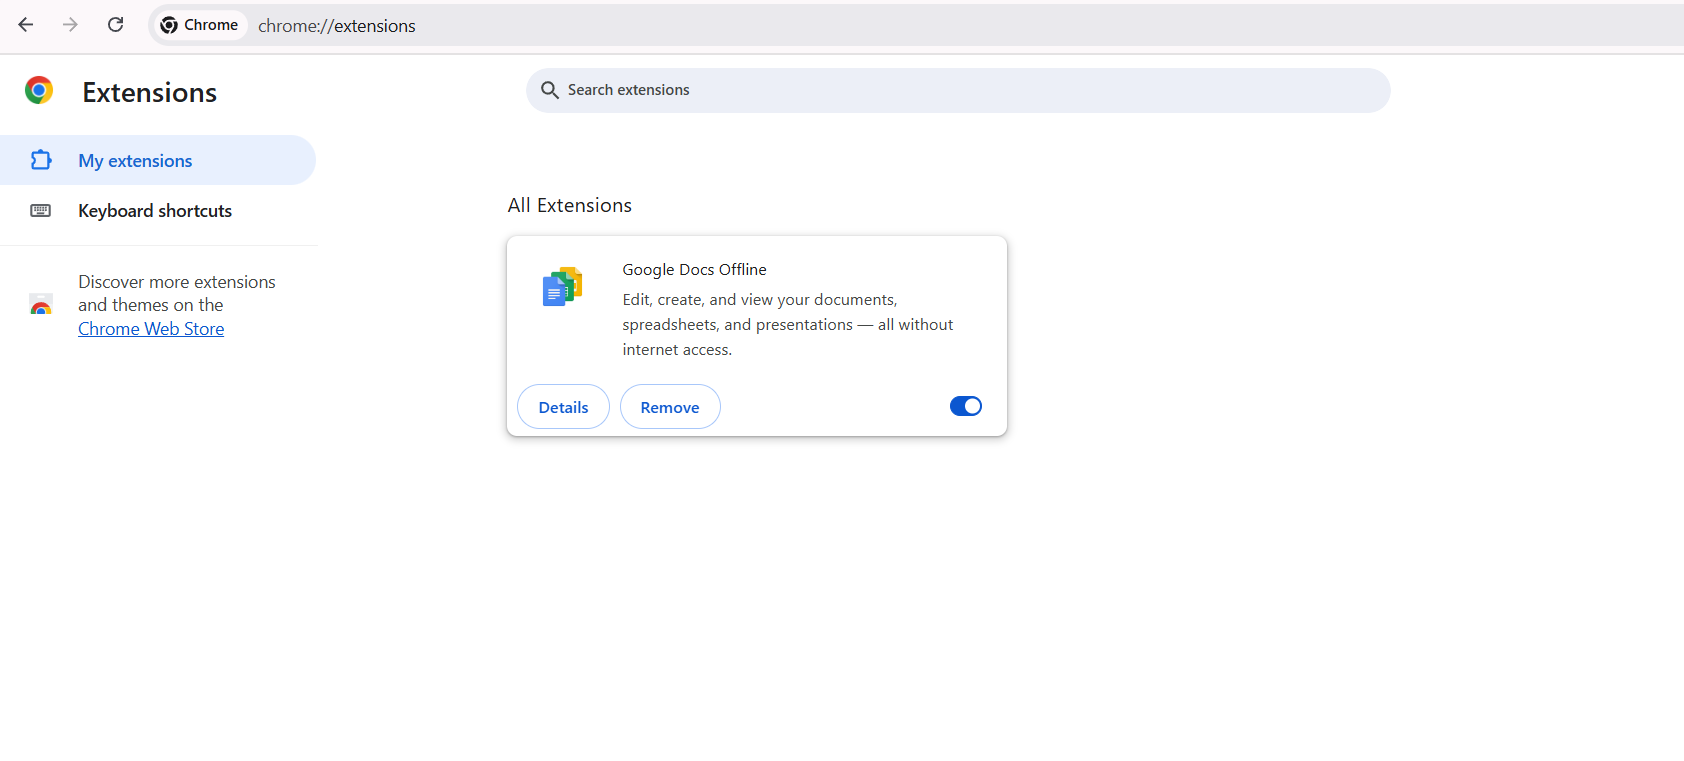 Chrome
chrome://extensions
Extensions
Search extensions
My extensions
Keyboard shortcuts
Discover more extensions
and themes on the
Chrome Web Store
All Extensions
Google Docs Offline
Edit, create, and view your documents,
spreadsheets, and presentations — all without
internet access.
Details
Remove